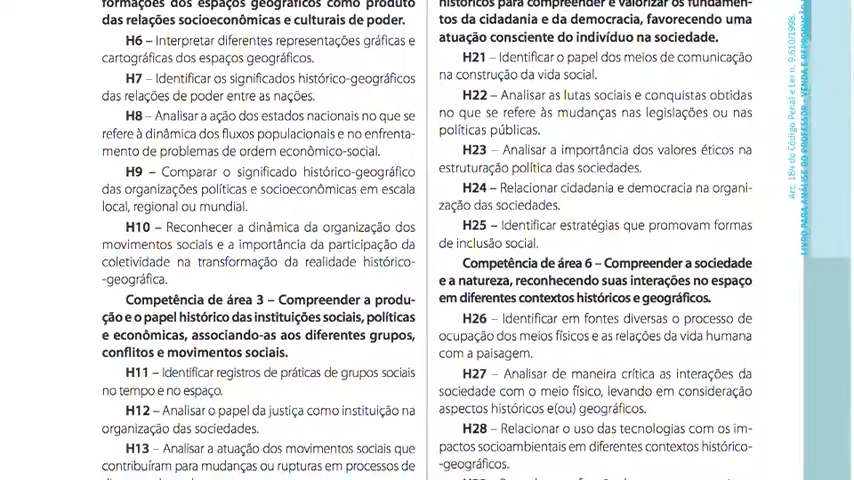 formações dos espaços geográficos como produto
das relações socioeconômicas e culturais de poder.
H6 – Interpretar diferentes representações gráficas e
cartográficas dos espaços geográficos.
H7 – Identificar os significados histórico-geográficos
das relações de poder entre as nações.
H8 – Analisar a ação dos estados nacionais no que se
refere à dinâmica dos fluxos populacionais e no enfrenta-
mento de problemas de ordem econômico-social.
H9 – Comparar o significado histórico-geográfico
das organizações políticas e socioeconômicas em escala
local, regional ou mundial.
H10 – Reconhecer a dinâmica da organização dos
movimentos sociais e a importância da participação da
coletividade na transformação da realidade histórico-
-geográfica.
Competência de área 3 – Compreender a produ-
ção e o papel histórico das instituições sociais, políticas
e econômicas, associando-as aos diferentes grupos,
conflitos e movimentos sociais.
H11 – Identificar registros de práticas de grupos sociais
no tempo e no espaço.
H12 – Analisar o papel da justiça como instituição na
organização das sociedades.
H13 – Analisar a atuação dos movimentos sociais que
contribuíram para mudanças ou rupturas em processos de
históricos para compreender e valorizar os fundamen-
tos da cidadania e da democracia, favorecendo uma
atuação consciente do indivíduo na sociedade.
H21 – Identificar o papel dos meios de comunicação
na construção da vida social.
H22 – Analisar as lutas sociais e conquistas obtidas
no que se refere às mudanças nas legislações ou nas
políticas públicas.
H23 – Analisar a importância dos valores éticos na
estruturação política das sociedades.
H24 – Relacionar cidadania e democracia na organi-
zação das sociedades.
H25 – Identificar estratégias que promovam formas
de inclusão social.
Competência de área 6 – Compreender a sociedade
e a natureza, reconhecendo suas interações no espaço
em diferentes contextos históricos e geográficos.
H26 – Identificar em fontes diversas o processo de
ocupação dos meios físicos e as relações da vida humana
com a paisagem.
H27 – Analisar de maneira crítica as interações da
sociedade com o meio físico, levando em consideração
aspectos históricos e(ou) geográficos.
H28 – Relacionar o uso das tecnologias com os im-
pactos socioambientais em diferentes contextos histórico-
-geográficos.
Art. 184 do Código Penal e Lei n. 9.610/1998.
LIVRO PARA ANÁLISE DO PROFESSOR - VENDA E REPRODUÇÃO